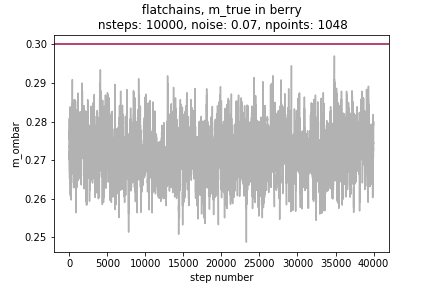 flatchains, m_true in berry
nsteps: 10000, noise: 0.07, npoints: 1048
0.30
0.29
0.28
0.27
0.26
0.25
m_ombar
0 5000 10000 15000 20000 25000 30000 35000 40000
step number